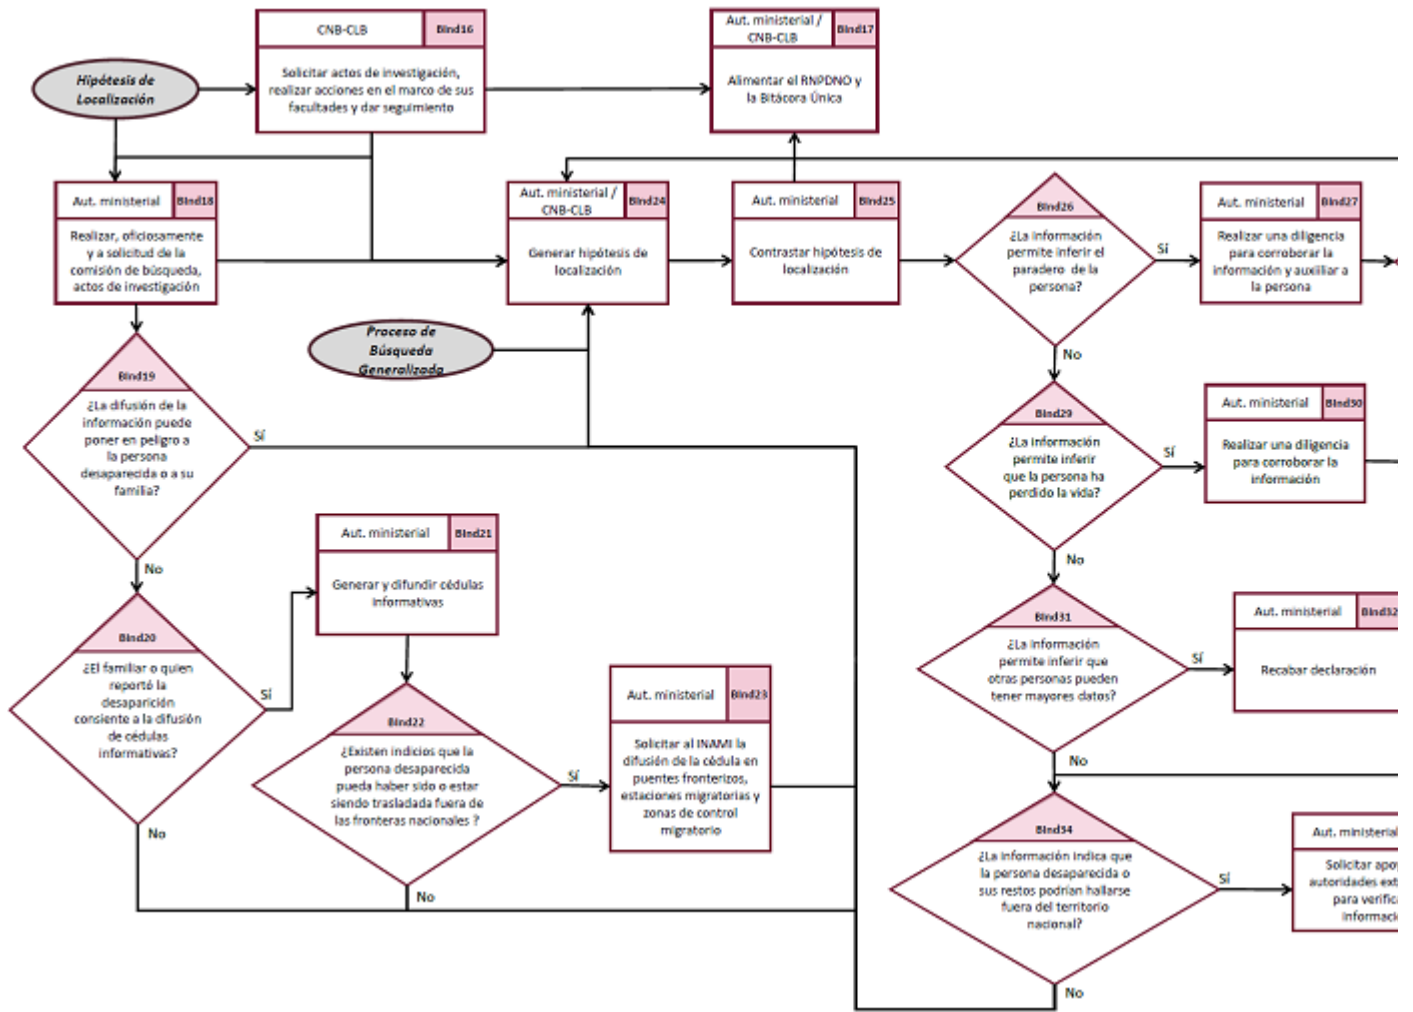 CNB-CLB
BInd16
Solicitar actos de investigación,
realizar acciones en el marco de sus
facultades y dar seguimiento
Aut. ministerial /
CNB-CLB
BInd17
Alimentar el RNPDNO y
la Bitácora Única
Hipótesis de
Localización
Aut. ministerial
BInd18
Realizar, oficiosamente
y a solicitud de la
comisión de búsqueda,
actos de investigación
Aut. ministerial /
CNB-CLB
BInd24
Generar hipótesis de
localización
Aut. ministerial
BInd25
Contrastar hipótesis de
localización
BInd26
¿La información
permite inferir el
paradero de la
persona?
Sí
No
Aut. ministerial
BInd27
Realizar una diligencia
para corroborar la
información y auxiliar a
la persona
Proceso de
Búsqueda
Generalizada
BInd19
¿La difusión de la
información puede
poner en peligro a
la persona
desaparecida o a su
familia?
Sí
No
BInd29
¿La información
permite inferir
que la persona ha
perdido la vida?
Sí
No
Aut. ministerial
BInd30
Realizar una diligencia
para corroborar la
información
Aut. ministerial
BInd21
Generar y difundir cédulas
informativas
BInd20
¿El familiar o quien
reportó la
desaparición
consiente a la difusión
de cédulas
informativas?
Sí
No
BInd22
¿Existen indicios que la
persona desaparecida
pueda haber sido o estar
siendo trasladada fuera de
las fronteras nacionales ?
Sí
No
Aut. ministerial
BInd23
Solicitar al INAMI la
difusión de la cédula en
puentes fronterizos,
estaciones migratorias y
zonas de control
migratorio
BInd31
¿La información
permite inferir que
otras personas pueden
tener mayores datos?
Sí
No
Aut. ministerial
BInd32
Recabar declaración
BInd34
¿La información indica que
la persona desaparecida o
sus restos podrían hallarse
fuera del territorio
nacional?
Sí
No
Aut. ministerial
Solicitar apoy
autoridades ext
para verifica
informaci